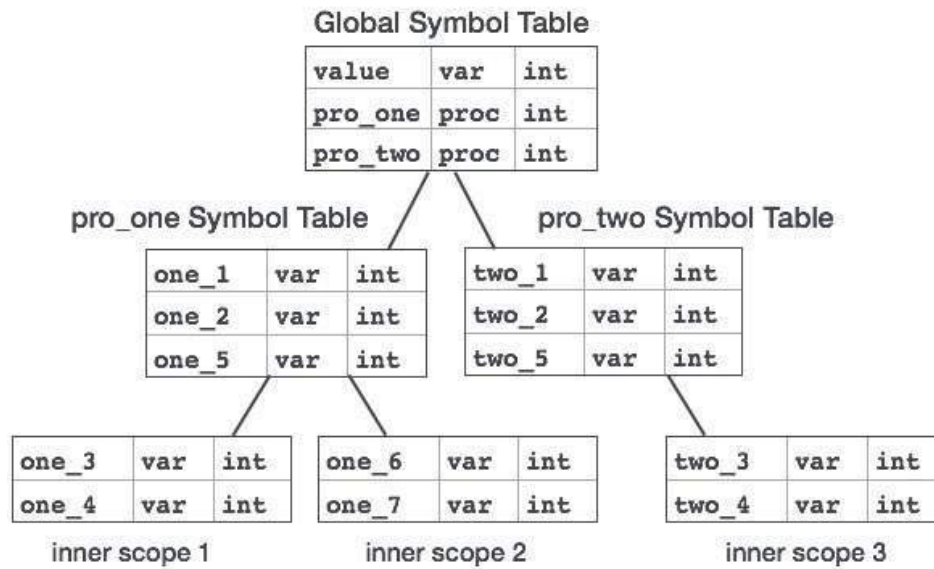 Global Symbol Table
value var int
pro_one proc int
pro_two proc int
pro_one Symbol Table
one_1 var int
one_2 var int
one_5 var int
pro_two Symbol Table
two_1 var int
two_2 var int
two_5 var int
one_3 var int
one_4 var int
inner scope 1
one_6 var int
one_7 var int
inner scope 2
two_3 var int
two_4 var int
inner scope 3